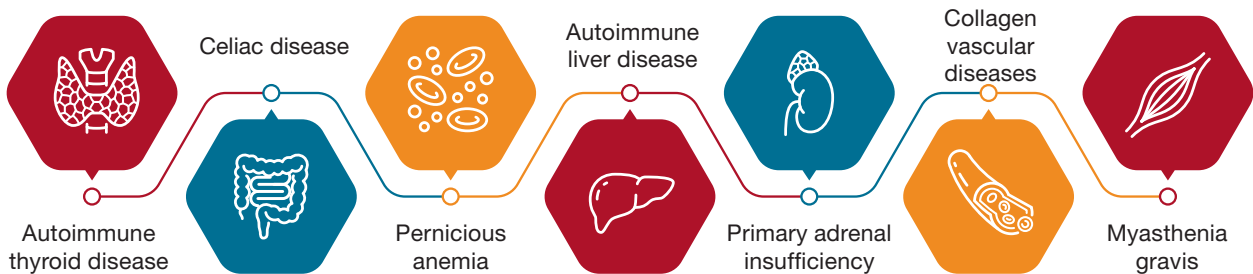 Autoimmune
thyroid disease
Celiac disease
Pernicious
anemia
Autoimmune
liver disease
Primary adrenal
insufficiency
Collagen
vascular
diseases
Myasthenia
gravis